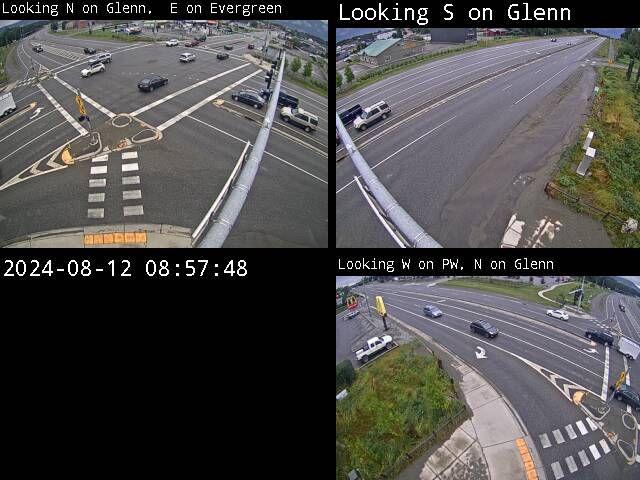 Looking N on Glenn,  E on Evergreen
Looking S on Glenn
2024-08-12 08:57:48
Looking W on PW, N on Glenn